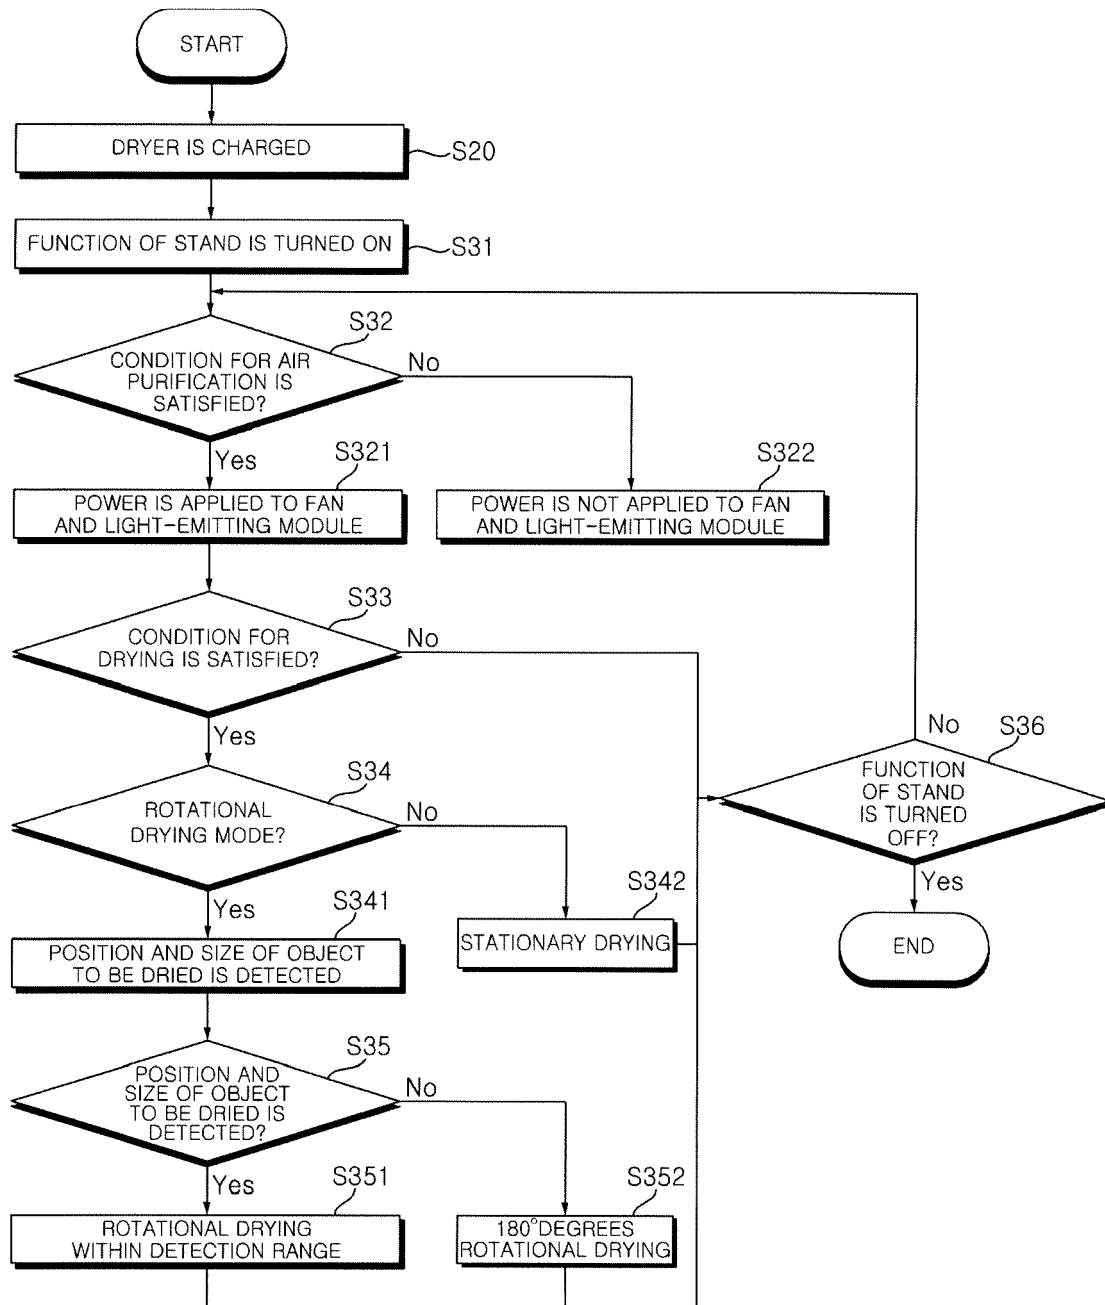 START
DRYER IS CHARGED
S20
FUNCTION OF STAND IS TURNED ON
S31
S32
CONDITION FOR AIR
PURIFICATION IS
SATISFIED?
No
Yes
S321
POWER IS APPLIED TO FAN
AND LIGHT-EMITTING MODULE
S322
POWER IS NOT APPLIED TO FAN
AND LIGHT-EMITTING MODULE
S33
CONDITION FOR
DRYING IS SATISFIED?
No
Yes
S34
ROTATIONAL
DRYING MODE?
No
Yes
S341
POSITION AND SIZE OF OBJECT
TO BE DRIED IS DETECTED
S342
STATIONARY DRYING
S35
POSITION AND
SIZE OF OBJECT
TO BE DRIED IS
DETECTED?
No
Yes
S351
ROTATIONAL DRYING
WITHIN DETECTION RANGE
S352
180°DEGREES
ROTATIONAL DRYING
No
S36
FUNCTION
OF STAND
IS TURNED
OFF?
Yes
END